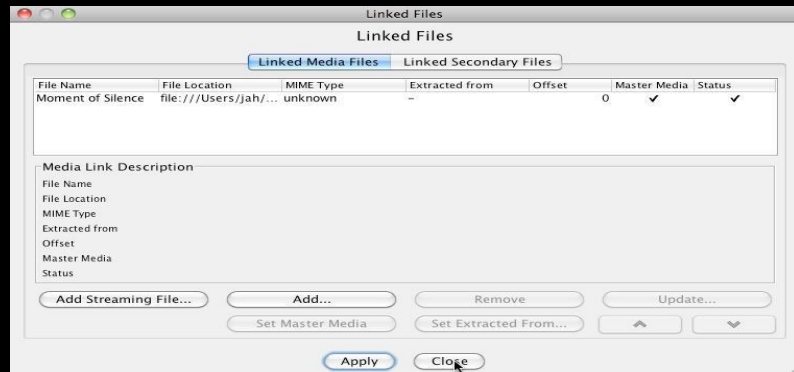 Linked Files
Linked Files
Linked Media Files Linked Secondary Files
File Name File Location MIME Type Extracted from Offset Master Media Status
Moment of Silence file:///Users/jah/... unknown – 0 ✔ ✔
Media Link Description
File Name
File Location
MIME Type
Extracted from
Offset
Master Media
Status
Add Streaming File... Add... Remove Update...
Set Master Media Set Extracted From...
Apply Close